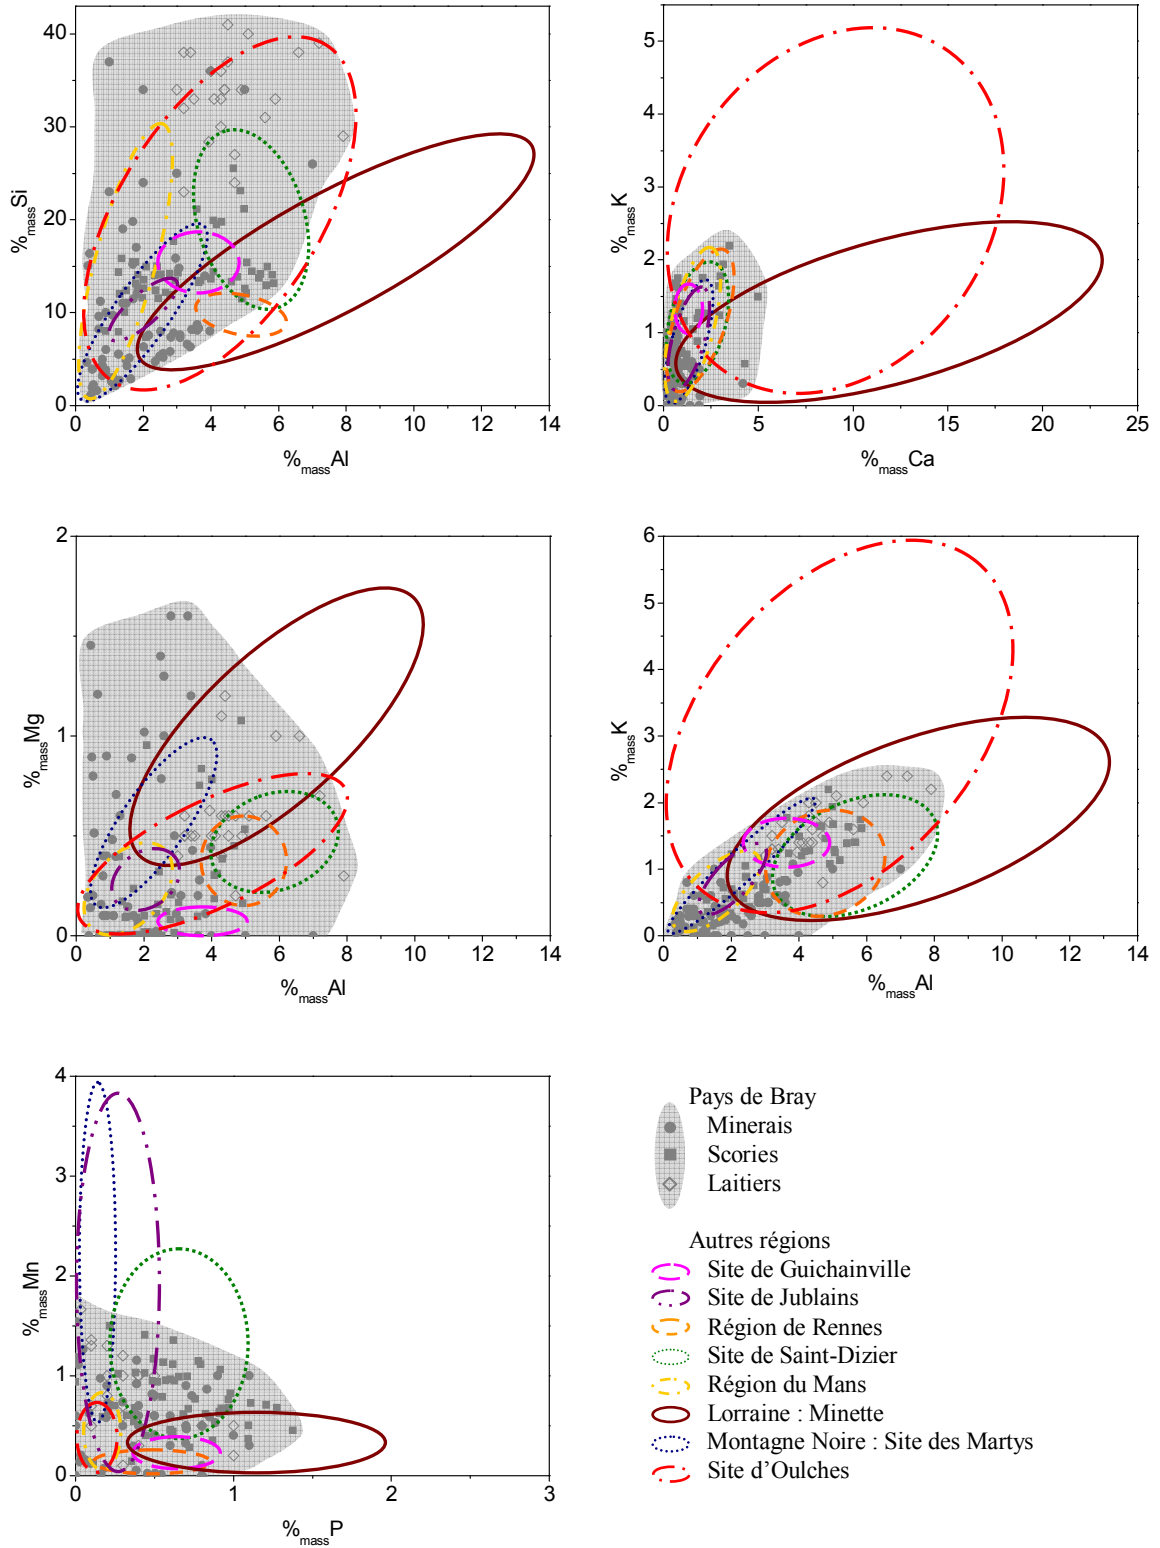 40
30
20
10
0
%massSi
0 2 4 6 8 10 12 14
%massAl
5
4
3
2
1
0
%massK
0 5 10 15 20 25
%massCa
2
1
0
%massMg
0 2 4 6 8 10 12 14
%massAl
6
5
4
3
2
1
0
%massK
0 2 4 6 8 10 12 14
%massAl
4
3
2
1
0
%massMn
0 1 2 3
%massP
Pays de Bray
Minerais
Scories
Laitiers
Autres régions
Site de Guichainville
Site de Jublains
Région de Rennes
Site de Saint-Dizier
Région du Mans
Lorraine : Minette
Montagne Noire : Site des Martys
Site d'Oulches